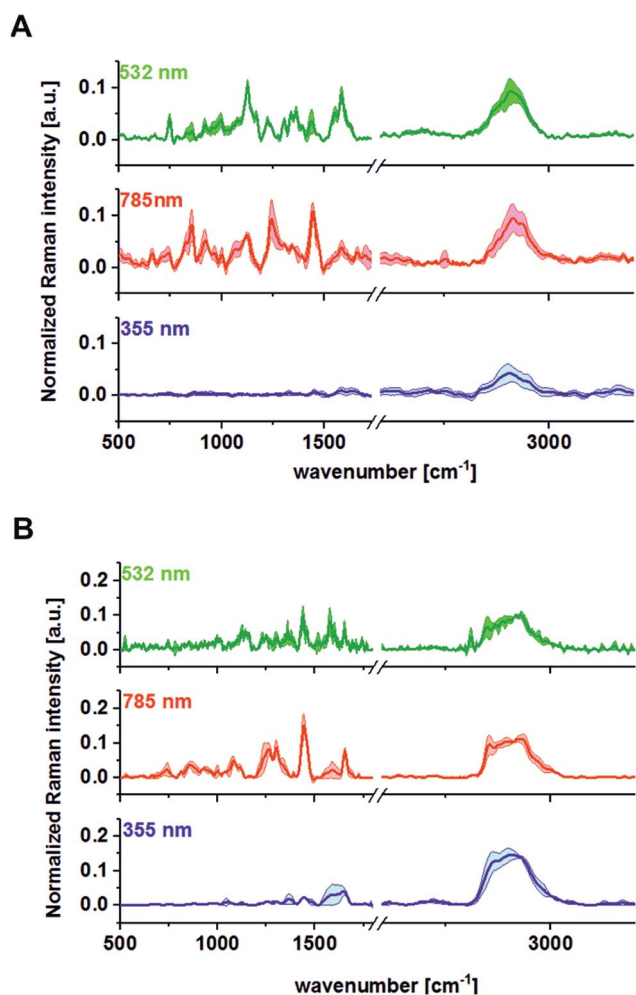 A
532 nm
0.1
0.0
785nm
0.1
0.0
355 nm
0.1
0.0
500 1000 1500 3000
Normalized Raman intensity [a.u.]
wavenumber [cm⁻¹]
B
532 nm
0.2
0.1
0.0
785 nm
0.2
0.1
0.0
355 nm
0.2
0.1
0.0
500 1000 1500 3000
Normalized Raman intensity [a.u.]
wavenumber [cm⁻¹]